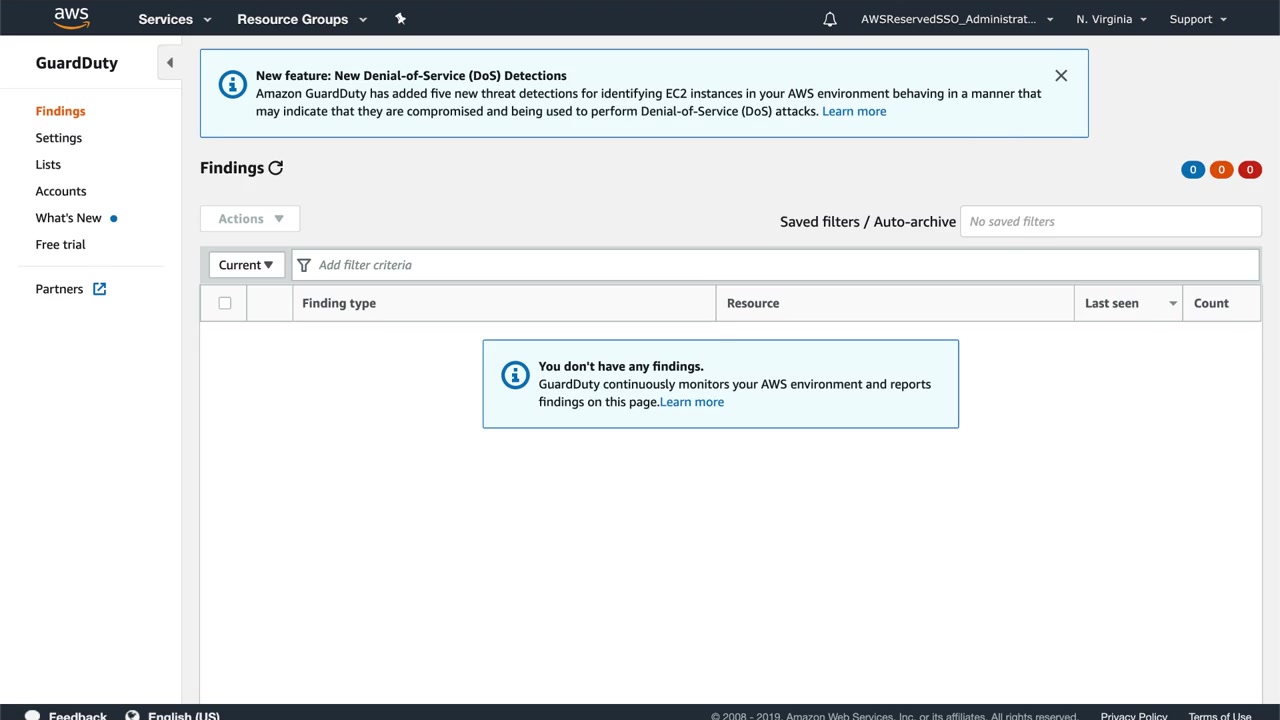 aws Services Resource Groups AWSReservedSSO_Administrat... N. Virginia Support
GuardDuty
Findings
Settings
Lists
Accounts
What's New
Free trial
Partners
New feature: New Denial-of-Service (DoS) Detections
Amazon GuardDuty has added five new threat detections for identifying EC2 instances in your AWS environment behaving in a manner that
may indicate that they are compromised and being used to perform Denial-of-Service (DoS) attacks. Learn more
Findings 0 0 0
Actions Saved filters / Auto-archive No saved filters
Current Add filter criteria
Finding type Resource Last seen Count
You don't have any findings.
GuardDuty continuously monitors your AWS environment and reports
findings on this page.Learn more
Feedback English (US) © 2008 - 2019, Amazon Web Services, Inc. or its affiliates. All rights reserved. Privacy Policy Terms of Use